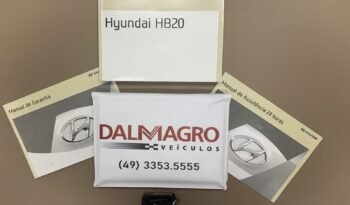 Hyundai HB20
Manual de Garantia
Manual de Assistência 24 horas
DALMAGRO
VEÍCULOS
(49) 3353.5555